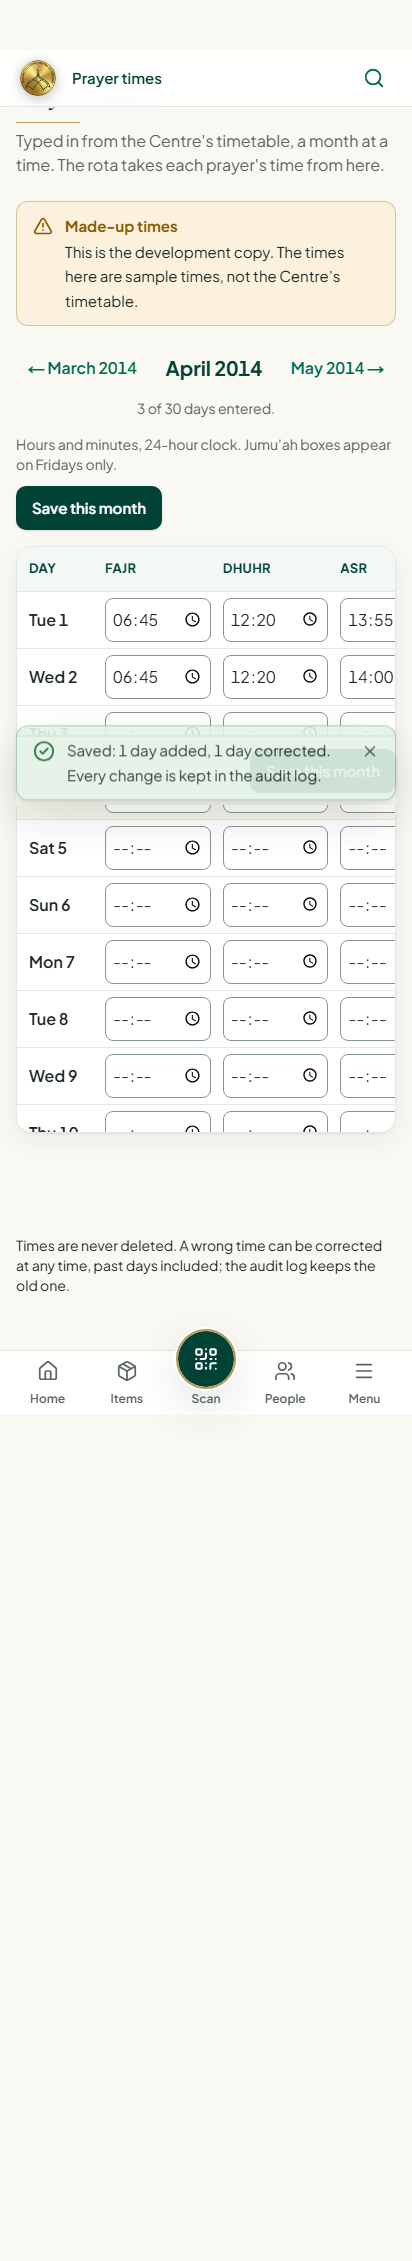 Prayer times
Typed in from the Centre's timetable, a month at a
time. The rota takes each prayer's time from here.
Made-up times
This is the development copy. The times
here are sample times, not the Centre's
timetable.
← March 2014 April 2014 May 2014 →
3 of 30 days entered.
Hours and minutes, 24-hour clock. Jumu’ah boxes appear
on Fridays only.
Save this month
DAY FAJR DHUHR ASR
Tue 1 06:45 12:20 13:55
Wed 2 06:45 12:20 14:00
Thu 3
Saved: 1 day added, 1 day corrected.
Every change is kept in the audit log.
Save this month
Sat 5 --:-- --:-- --:--
Sun 6 --:-- --:-- --:--
Mon 7 --:-- --:-- --:--
Tue 8 --:-- --:-- --:--
Wed 9 --:-- --:-- --:--
Thu 10
Times are never deleted. A wrong time can be corrected
at any time, past days included; the audit log keeps the
old one.
Home Items Scan People Menu